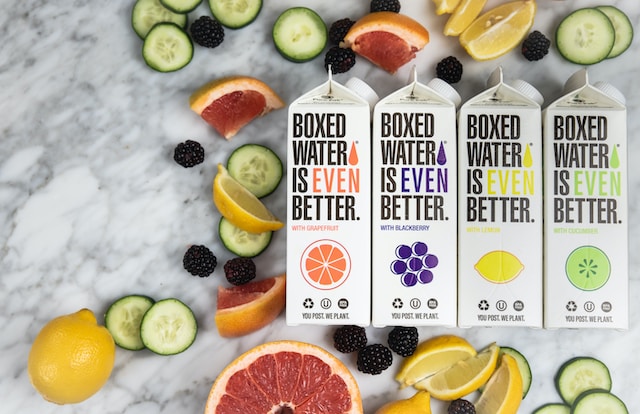 BOXED
WATER
IS EVEN
BETTER.
WITH GRAPEFRUIT
YOU POST. WE PLANT.
BOXED
WATER
IS EVEN
BETTER.
WITH BLACKBERRY
YOU POST. WE PLANT.
BOXED
WATER
IS EVEN
BETTER.
WITH LEMON
YOU POST. WE PLANT.
BOXED
WATER
IS EVEN
BETTER.
WITH CUCUMBER
YOU POST. WE PLANT.